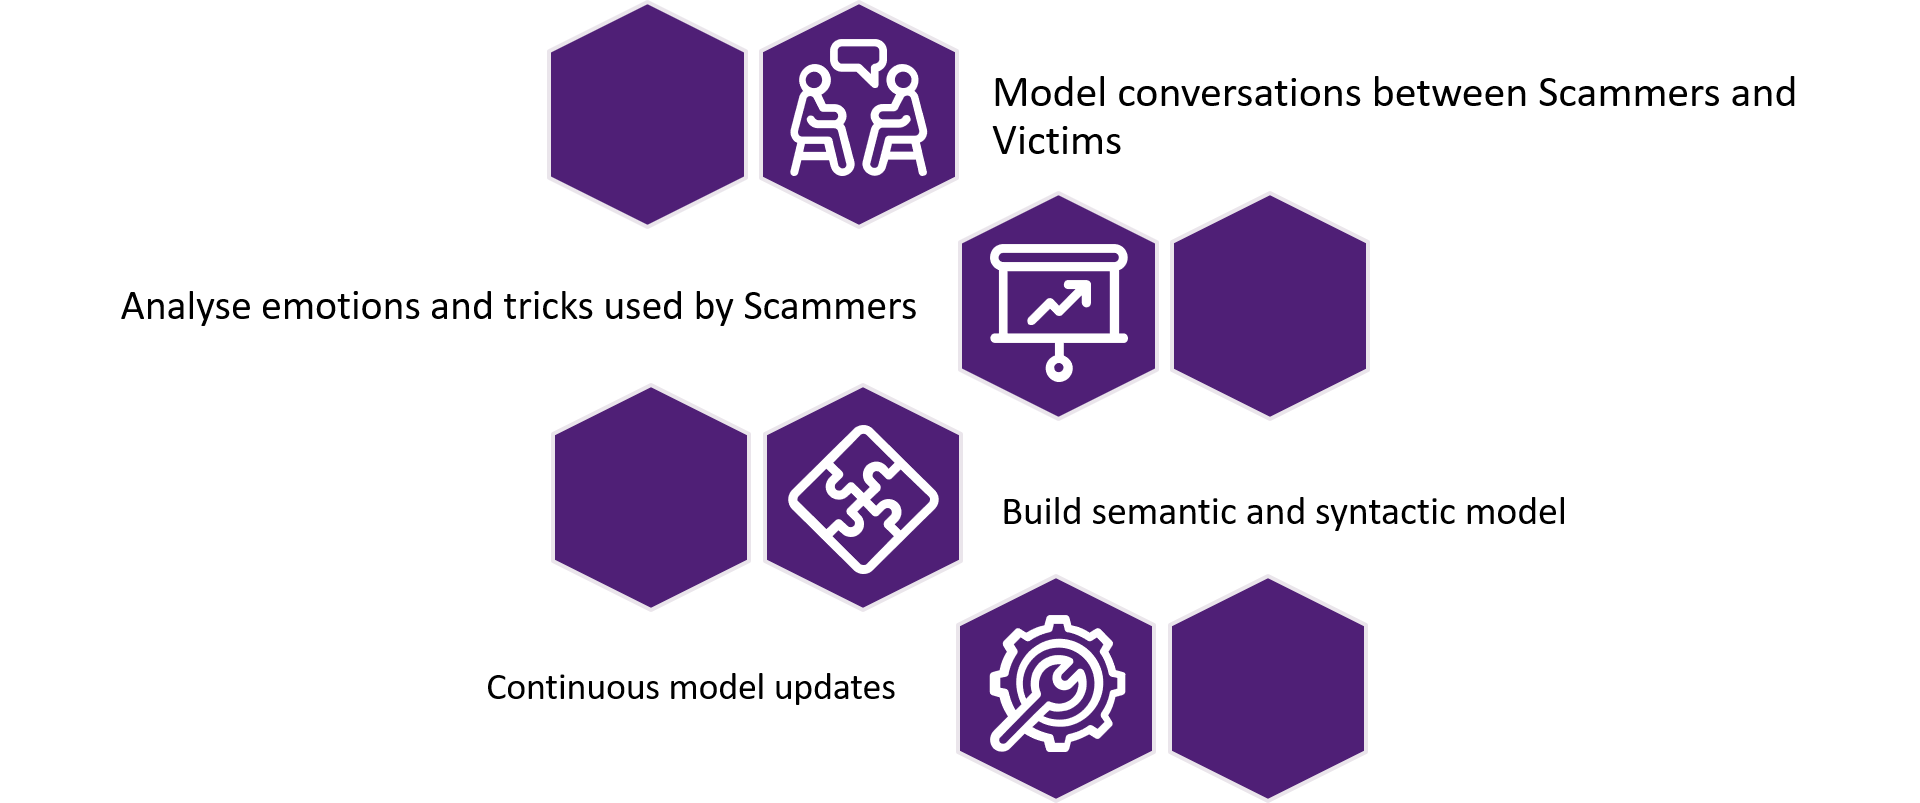 Model conversations between Scammers and
Victims
Analyse emotions and tricks used by Scammers
Build semantic and syntactic model
Continuous model updates